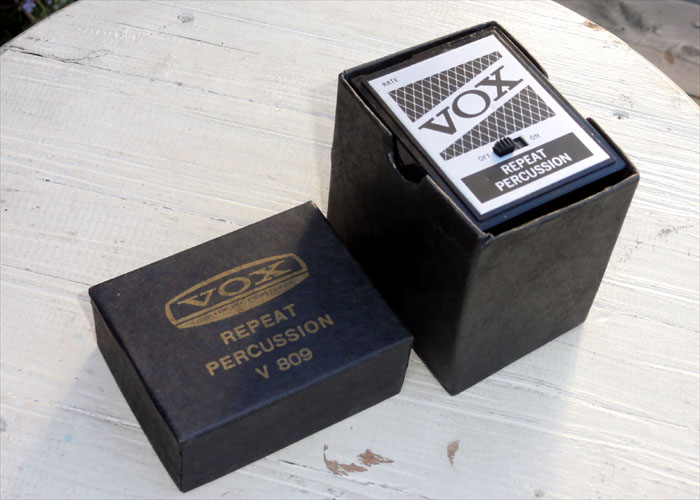 RATE
VOX
OFF ON
REPEAT
PERCUSSION
VOX
REPEAT
PERCUSSION
V 809